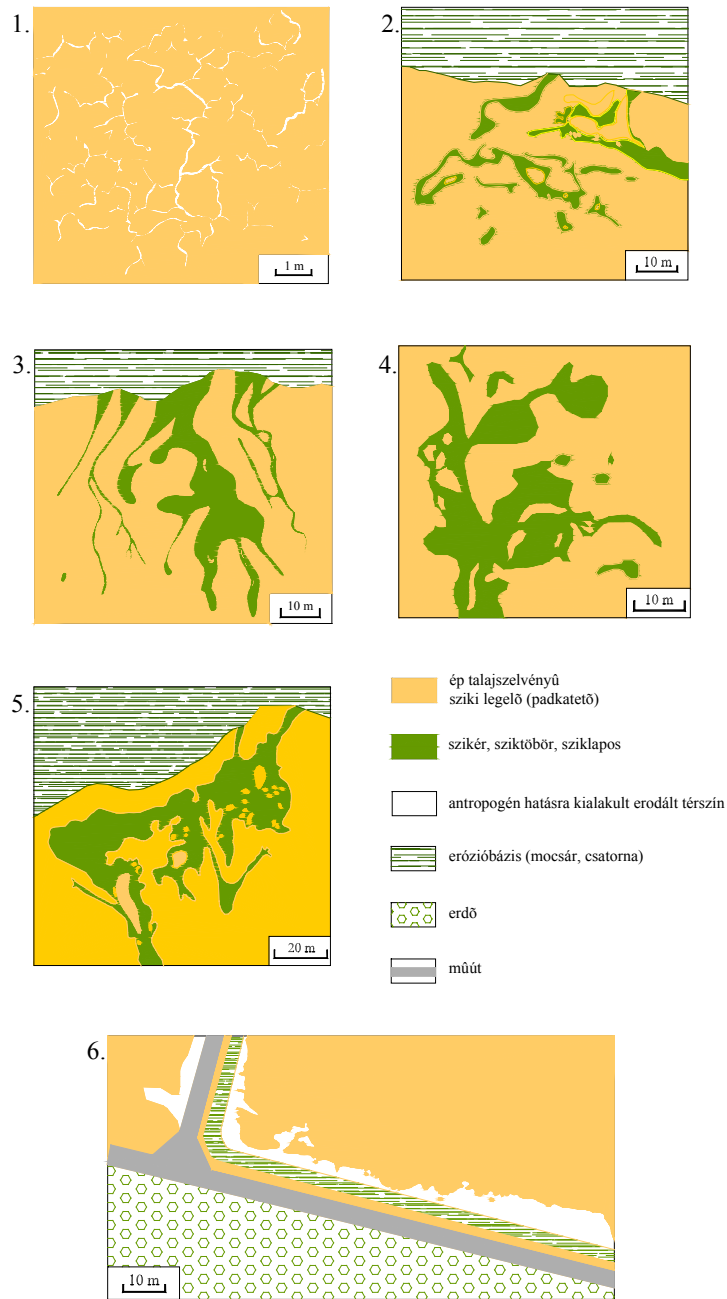 1.
2.
1 m
10 m
3.
4.
10 m
10 m
5.
20 m
ép talajszelvényû
sziki legelõ (padkatetõ)
szikér, sziktöbör, sziklapos
antropogén hatásra kialakult erodált térszín
erózióbázis (mocsár, csatorna)
erdõ
mûút
6.
10 m